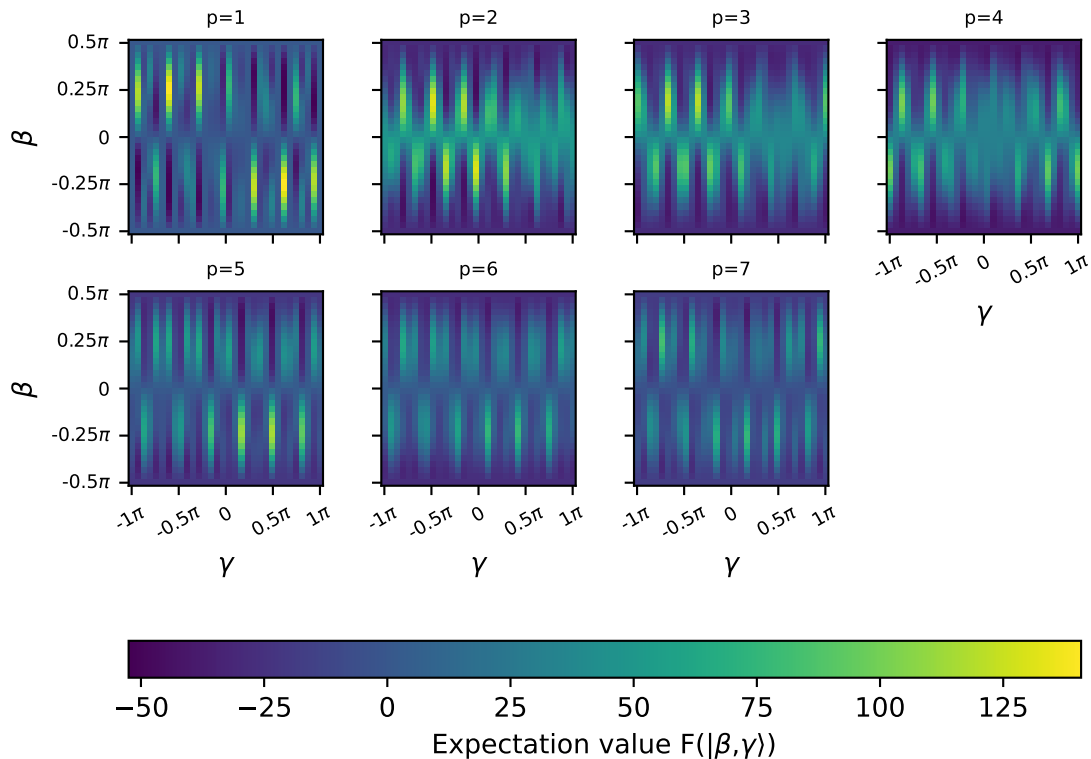 p=1 p=2 p=3 p=4
0.5π
0.25π
0
-0.25π
-0.5π
β
-1π -0.5π 0 0.5π 1π
γ
p=5 p=6 p=7
0.5π
0.25π
0
-0.25π
-0.5π
β
-1π -0.5π 0 0.5π 1π -1π -0.5π 0 0.5π 1π -1π -0.5π 0 0.5π 1π
γ γ γ
−50 −25 0 25 50 75 100 125
Expectation value F(|β,γ⟩)